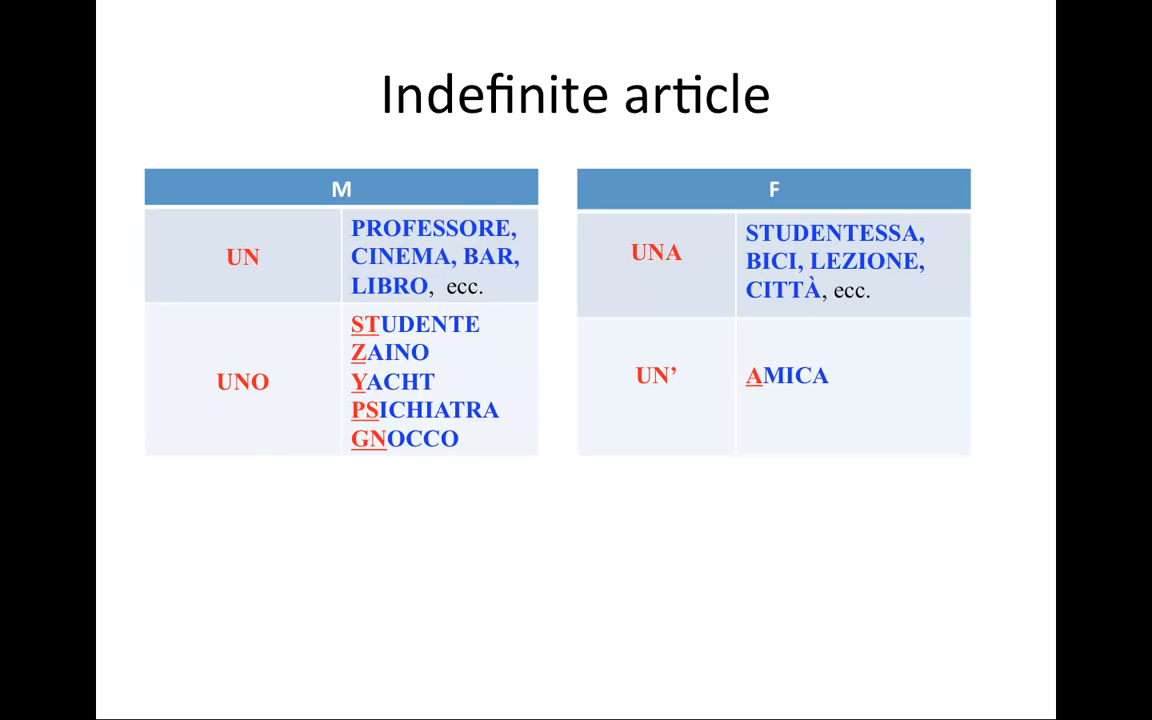 Indefinite article
M
UN
PROFESSORE,
CINEMA, BAR,
LIBRO, ecc.
UNO
STUDENTE
ZAINO
YACHT
PSICHIATRA
GNOCCO
F
UNA
STUDENTESSA,
BICI, LEZIONE,
CITTÀ, ecc.
UN’
AMICA